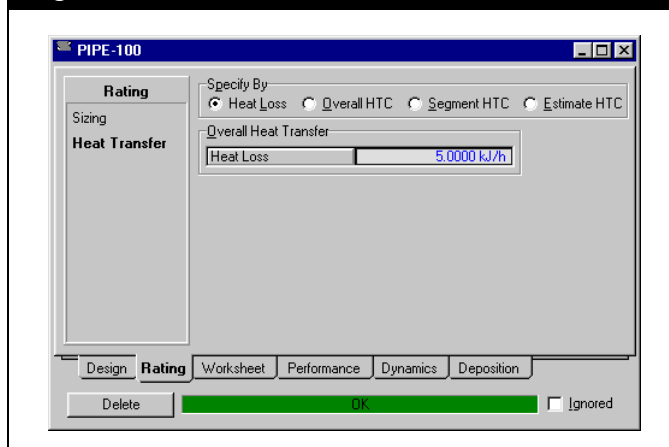 PIPE-100
Rating
Sizing
Heat Transfer
Specify By
Heat Loss Overall HTC Segment HTC Estimate HTC
Overall Heat Transfer
Heat Loss 5.0000 kJ/h
Design Rating Worksheet Performance Dynamics Deposition
Delete OK Ignored